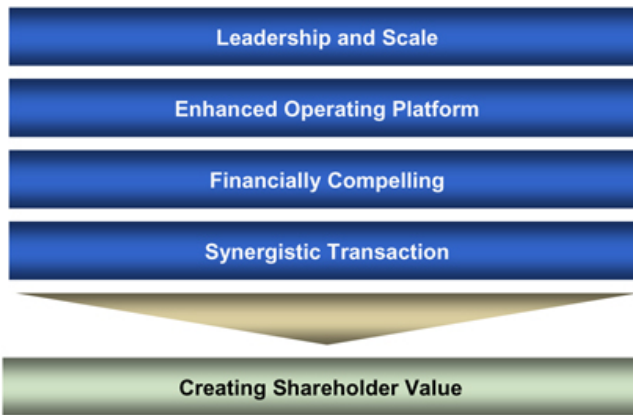 Leadership and Scale
Enhanced Operating Platform
Financially Compelling
Synergistic Transaction
Creating Shareholder Value